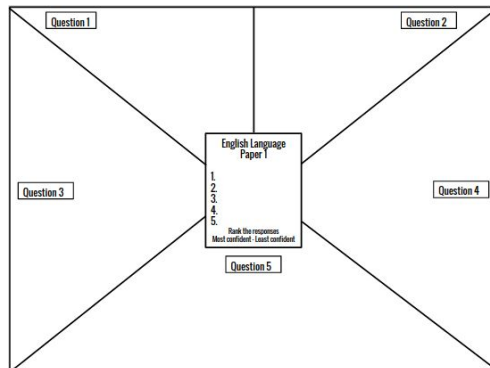 Question 1
Question 2
English Language
Paper 1
1.
2.
3.
4.
5.
Rank the responses
Most confident - Least confident
Question 3
Question 4
Question 5